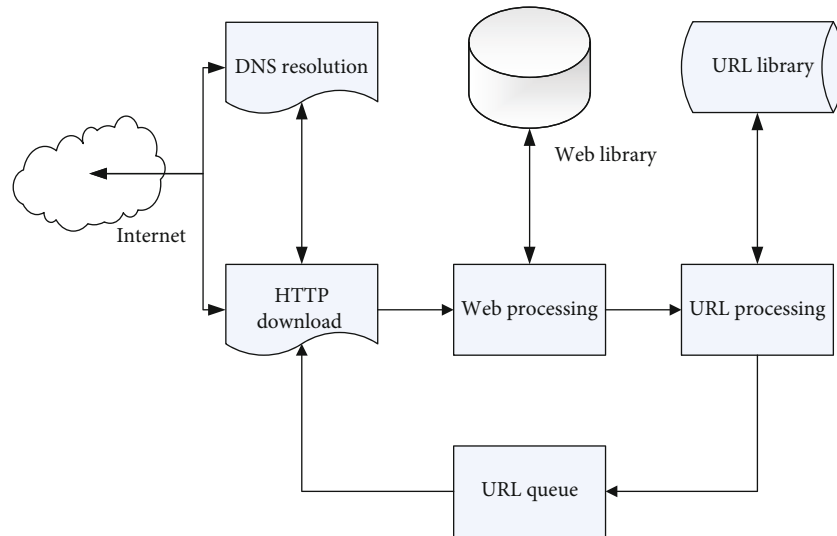 DNS resolution
URL library
Web library
Internet
HTTP
download
Web processing
URL processing
URL queue